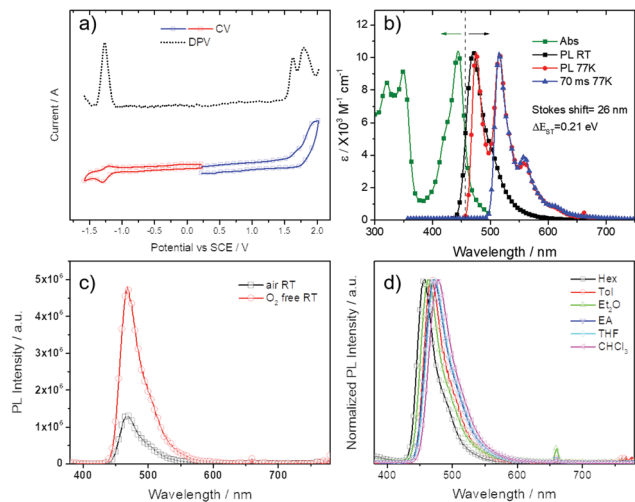 a)
CV
DPV
Current / A
-1.5 -1.0 -0.5 0.0 0.5 1.0 1.5 2.0
Potential vs SCE / V
b)
Abs
PL RT
PL 77K
70 ms 77K
Stokes shift= 26 nm
ΔE_ST=0.21 eV
ε / X10³ M⁻¹ cm⁻¹
12
10
8
6
4
2
0
300 400 500 600 700
Wavelength / nm
c)
air RT
O₂ free RT
PL Intensity / a.u.
5x10⁶
4x10⁶
3x10⁶
2x10⁶
1x10⁶
0
400 500 600 700
Wavelength / nm
d)
Hex
Tol
Et₂O
EA
THF
CHCl₃
Normalized PL Intensity / a.u.
400 500 600 700
Wavelength / nm